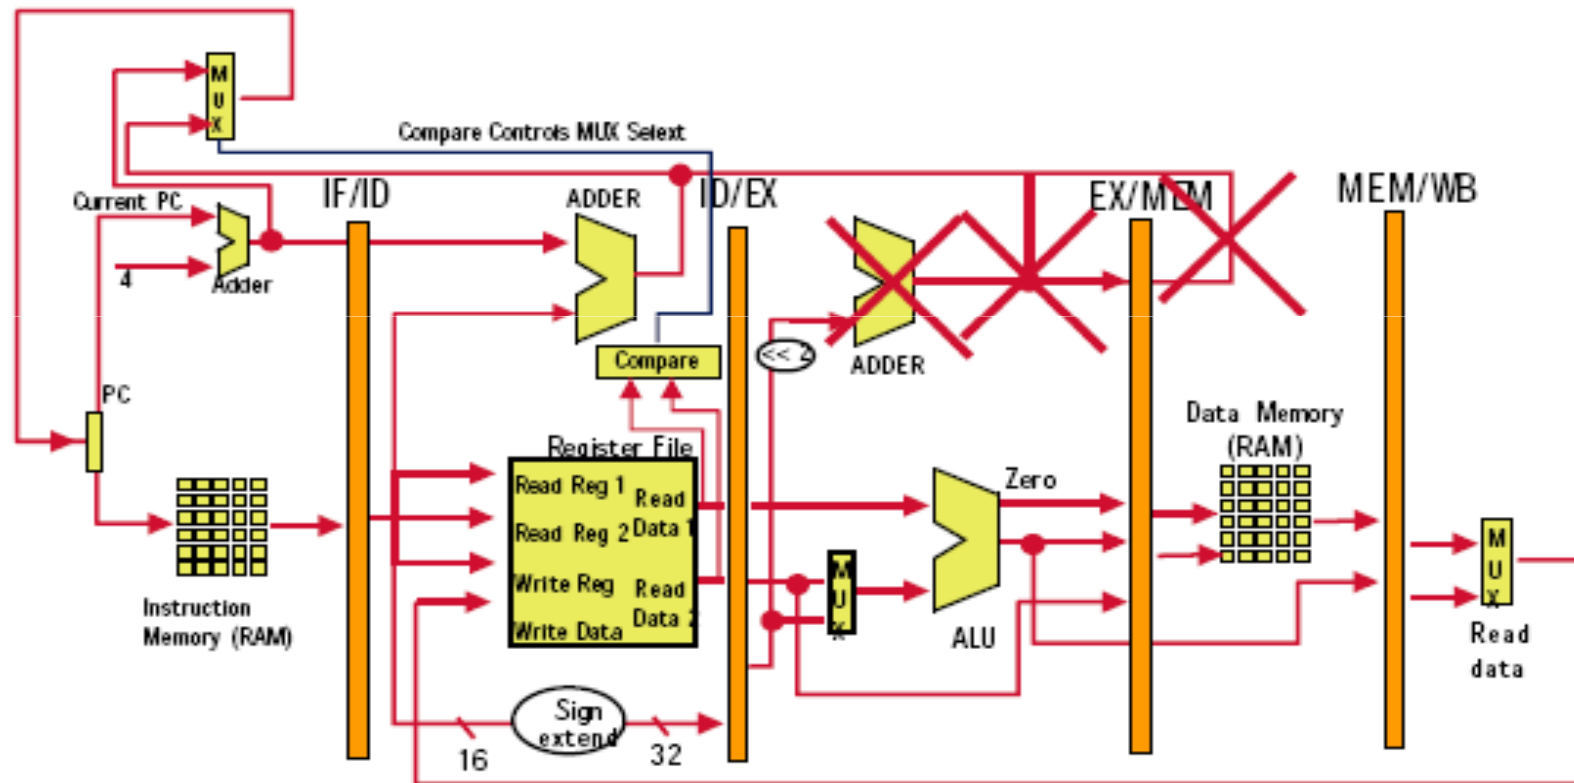 M
U
X
Compare Controls MUX Selext
IF/ID
ADDER
ID/EX
EX/MEM
MEM/WB
Current PC
4
Adder
<< 2
ADDER
Compare
PC
Data Memory
(RAM)
Register File
Zero
Read Reg 1
Read
Data 1
Read Reg 2
M
U
X
Write Reg
Read
Data 2
Write Data
M
U
X
Instruction
Memory (RAM)
ALU
Read
data
Sign
extend
16
32